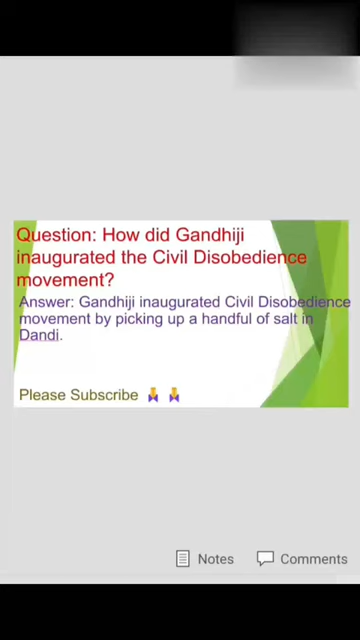 Question: How did Gandhiji
inaugurated the Civil Disobedience
movement?
Answer: Gandhiji inaugurated Civil Disobedience
movement by picking up a handful of salt in
Dandi.
Please Subscribe
Notes
Comments